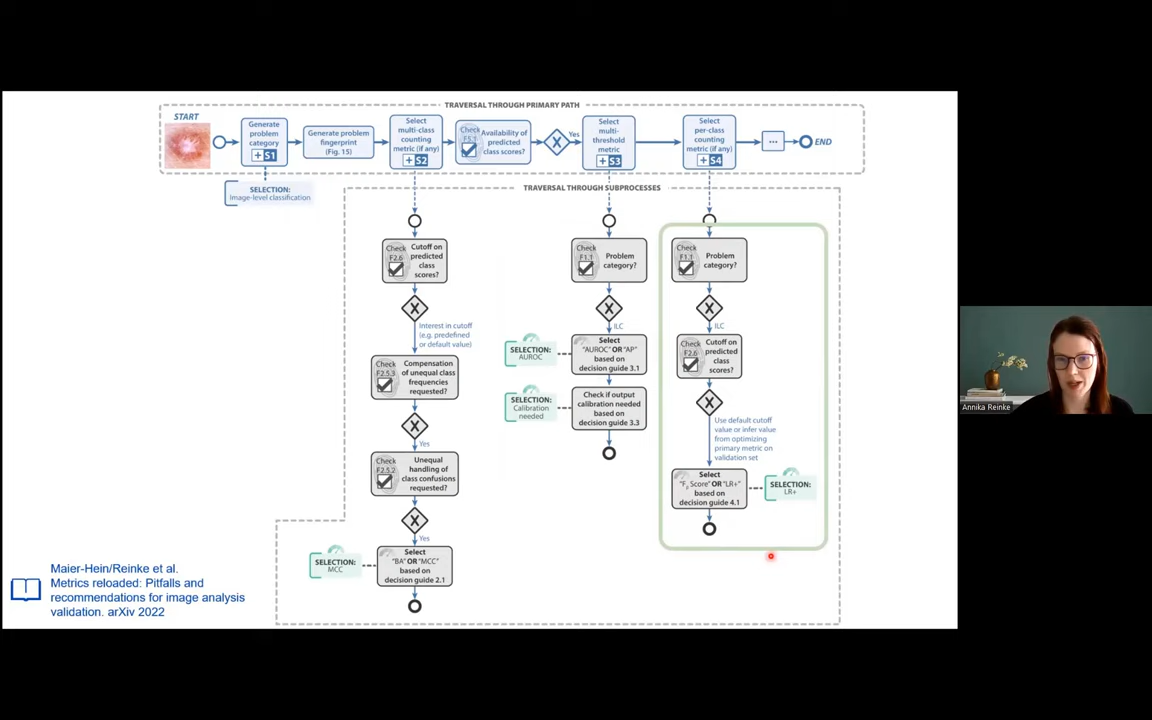 TRAVERSAL THROUGH PRIMARY PATH
START
Generate
problem
category
+ S1
Generate problem
fingerprint
(Fig. 15)
Select
multi-class
counting
metric (if any)
+ S2
Check
F5.1
Availability of
predicted
class scores?
X
Yes
Select
multi-
threshold
metric
+ S3
Select
per-class
counting
metric (if any)
+ S4
...
END
SELECTION:
Image-level classification
TRAVERSAL THROUGH SUBPROCESSES
Check
F2.6
Cutoff on
predicted
class
scores?
X
Interest in cutoff
(e.g. predefined
or default value)
Check
F2.5.3
Compensation
of unequal class
frequencies
requested?
X
Yes
Check
F2.5.2
Unequal
handling of
class confusions
requested?
X
Yes
Select
"BA" OR "MCC"
based on
decision guide 2.1
SELECTION:
MCC
Check
F1.1
Problem
category?
X
ILC
Select
"AUROC" OR "AP"
based on
decision guide 3.1
SELECTION:
AUROC
Check if output
calibration needed
based on
decision guide 3.3
SELECTION:
Calibration
needed
Check
F1.1
Problem
category?
X
ILC
Check
F2.6
Cutoff on
predicted
class
scores?
X
Use default cutoff
value or infer value
from optimizing
primary metric on
validation set
Select
"Fβ Score" OR "LR+"
based on
decision guide 4.1
SELECTION:
LR+
Maier-Hein/Reinke et al.
Metrics reloaded: Pitfalls and
recommendations for image analysis
validation. arXiv 2022
Annika Reinke